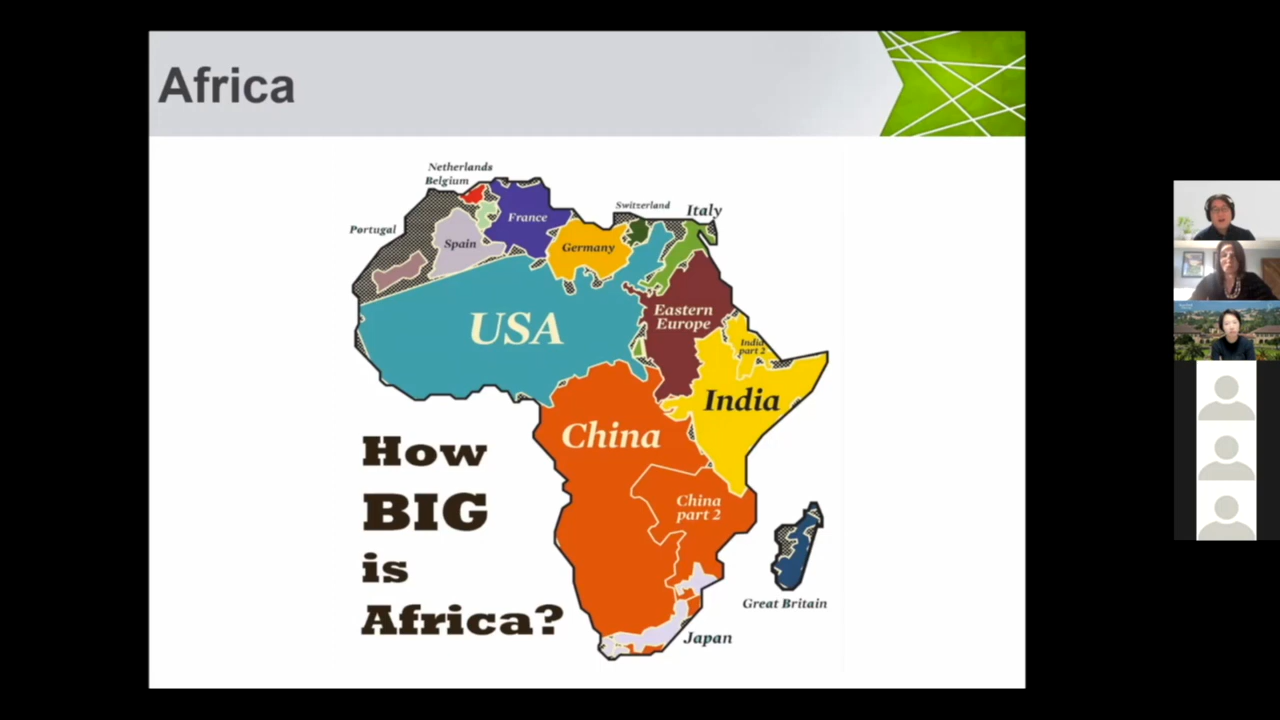 Africa
Netherlands
Belgium
Switzerland
Italy
France
Portugal
Spain
Germany
USA
Eastern
Europe
India
part 2
India
China
China
part 2
How
BIG
is
Africa?
Great Britain
Japan